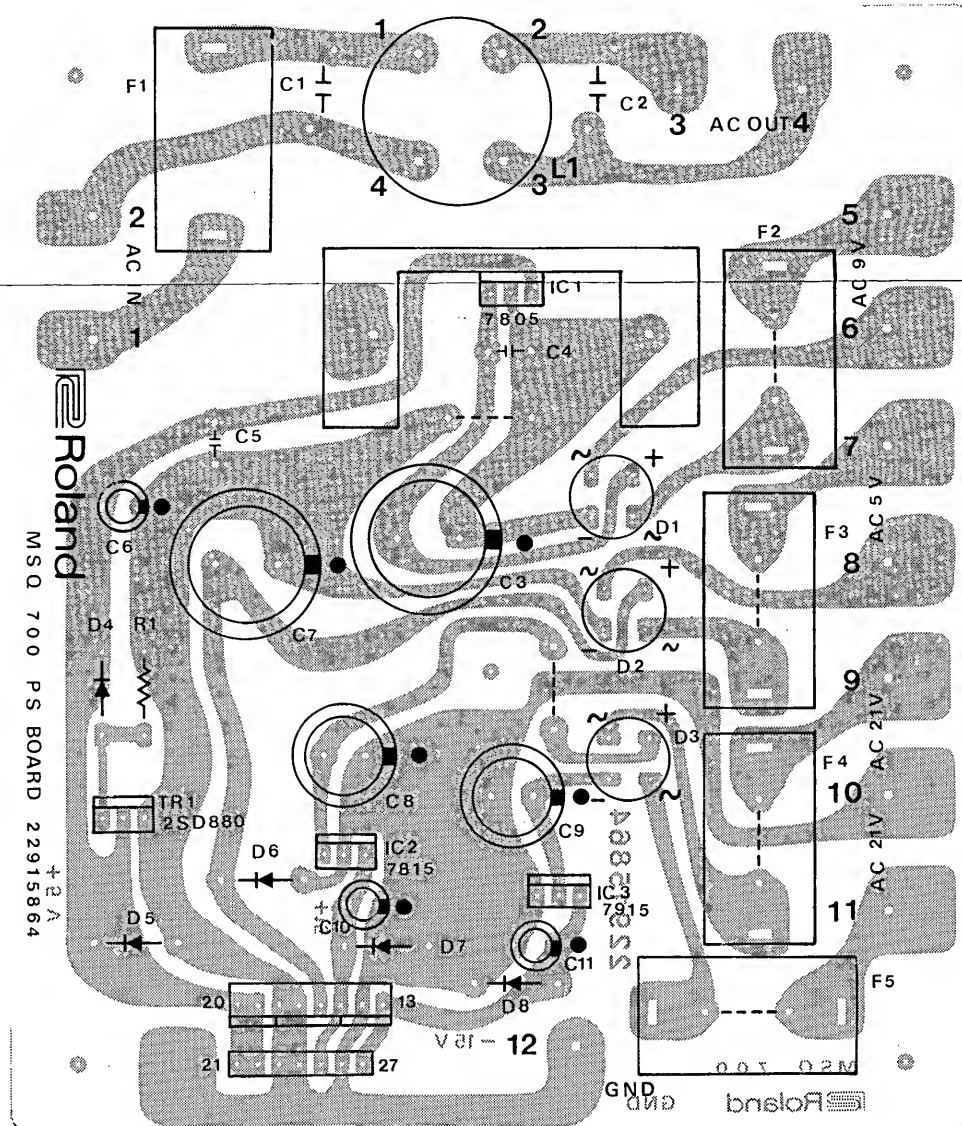 1
2
F1
C1
C2
3
AC OUT 4
4
3
L1
2
AC IN
1
5
F2
AC 9V
6
IC1
7805
C4
C5
7
Roland
C6
D1
F3
AC 5V
C3
8
C7
D2
D4
R1
9
MSQ 700 PS BOARD 22915864
D3
AC 21V
F4
C8
10
TR1
2SD880
C9
IC2
7815
D6
AC 21V
IC3
7915
22915864
C10
11
D5
D7
C11
F5
20
13
D8
-15V
12
21
27
MSQ 700
GND
GND
Roland